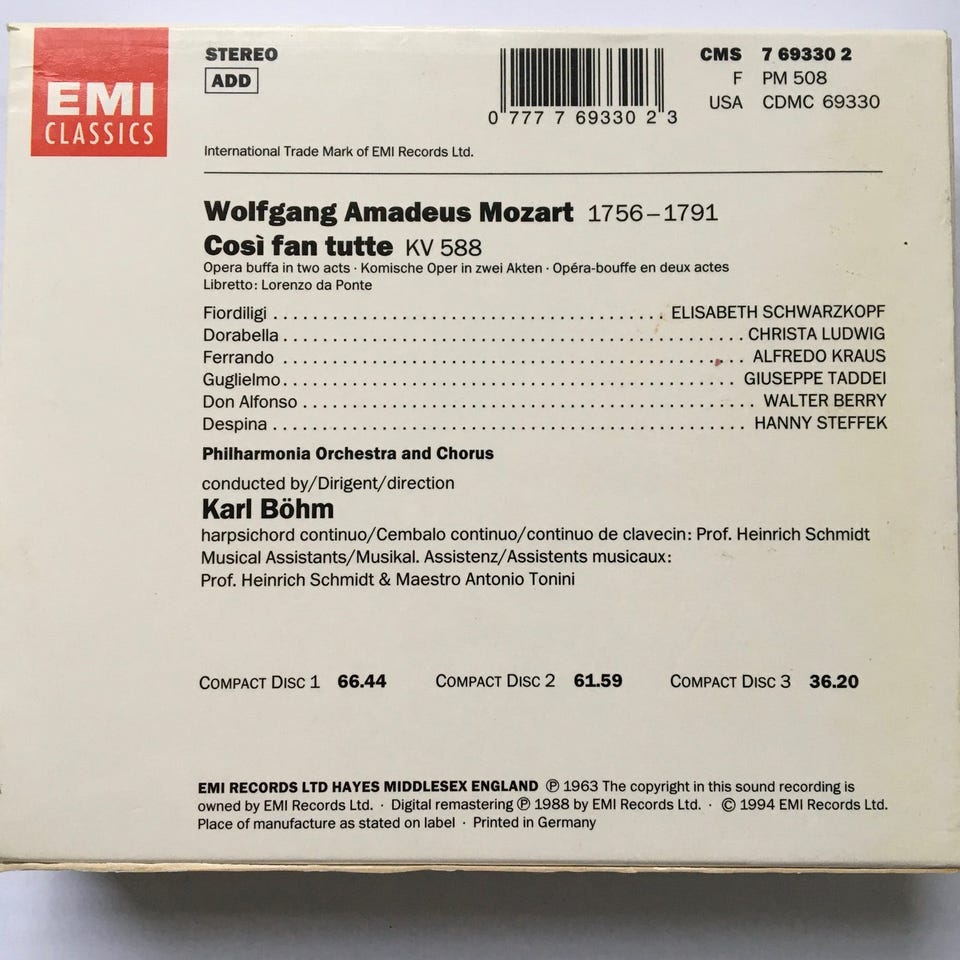 EMI
CLASSICS
STEREO
ADD
0 777 7 69330 2 3
CMS 7 69330 2
F PM 508
USA CDMC 69330
International Trade Mark of EMI Records Ltd.
Wolfgang Amadeus Mozart 1756–1791
Così fan tutte KV 588
Opera buffa in two acts · Komische Oper in zwei Akten · Opéra-bouffe en deux actes
Libretto: Lorenzo da Ponte
Fiordiligi . . . . . . . . . . . . . . . . . . . . ELISABETH SCHWARZKOPF
Dorabella . . . . . . . . . . . . . . . . . . . . CHRISTA LUDWIG
Ferrando . . . . . . . . . . . . . . . . . . . . ALFREDO KRAUS
Guglielmo . . . . . . . . . . . . . . . . . . . . GIUSEPPE TADDEI
Don Alfonso . . . . . . . . . . . . . . . . . . . . WALTER BERRY
Despina . . . . . . . . . . . . . . . . . . . . HANNY STEFFEK
Philharmonia Orchestra and Chorus
conducted by/Dirigent/direction
Karl Böhm
harpsichord continuo/Cembalo continuo/continuo de clavecin: Prof. Heinrich Schmidt
Musical Assistants/Musikal. Assistenz/Assistents musicaux:
Prof. Heinrich Schmidt & Maestro Antonio Tonini
COMPACT DISC 1 66.44 COMPACT DISC 2 61.59 COMPACT DISC 3 36.20
EMI RECORDS LTD HAYES MIDDLESEX ENGLAND ℗ 1963 The copyright in this sound recording is
owned by EMI Records Ltd. · Digital remastering ℗ 1988 by EMI Records Ltd. · © 1994 EMI Records Ltd.
Place of manufacture as stated on label · Printed in Germany